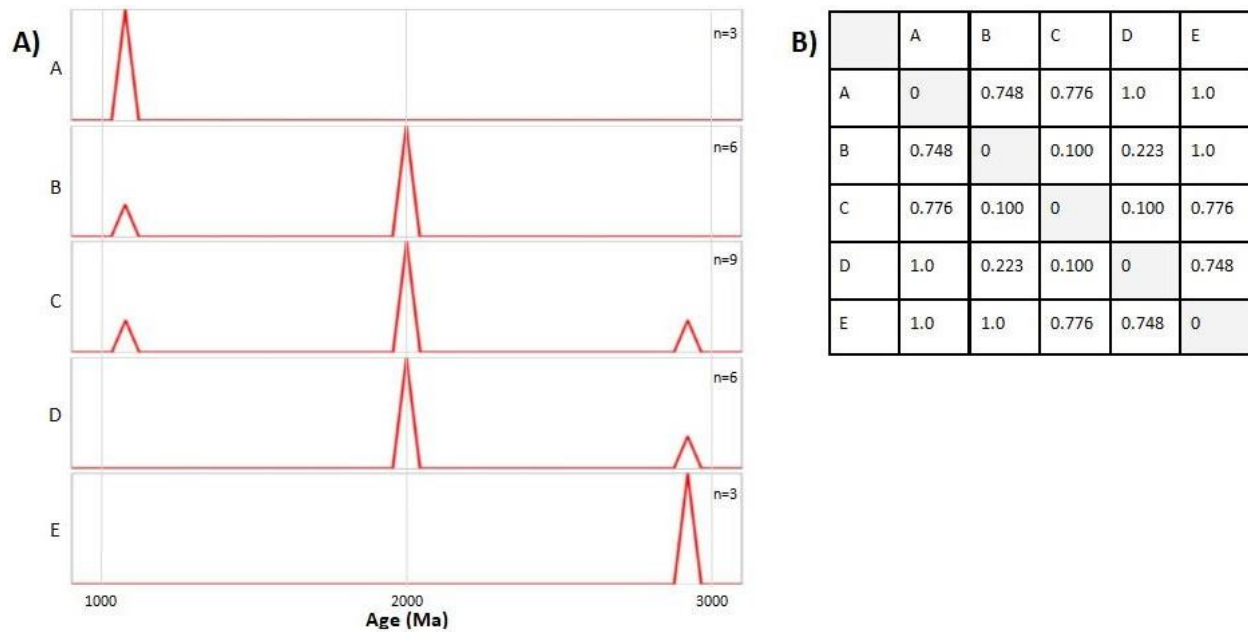 A)
A
n=3
B
n=6
C
n=9
D
n=6
E
n=3
1000 2000 3000
Age (Ma)
B)
A B C D E
A 0 0.748 0.776 1.0 1.0
B 0.748 0 0.100 0.223 1.0
C 0.776 0.100 0 0.100 0.776
D 1.0 0.223 0.100 0 0.748
E 1.0 1.0 0.776 0.748 0